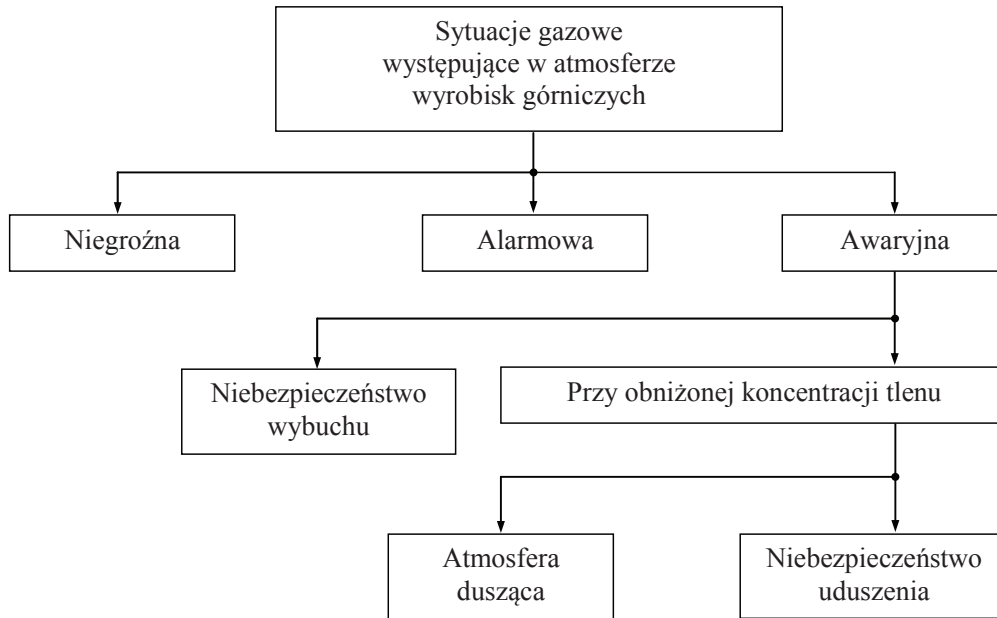 Sytuacje gazowe
występujące w atmosferze
wyrobisk górniczych
Niegroźna
Alarmowa
Awaryjna
Niebezpieczeństwo
wybuchu
Przy obniżonej koncentracji tlenu
Atmosfera
dusząca
Niebezpieczeństwo
uduszenia